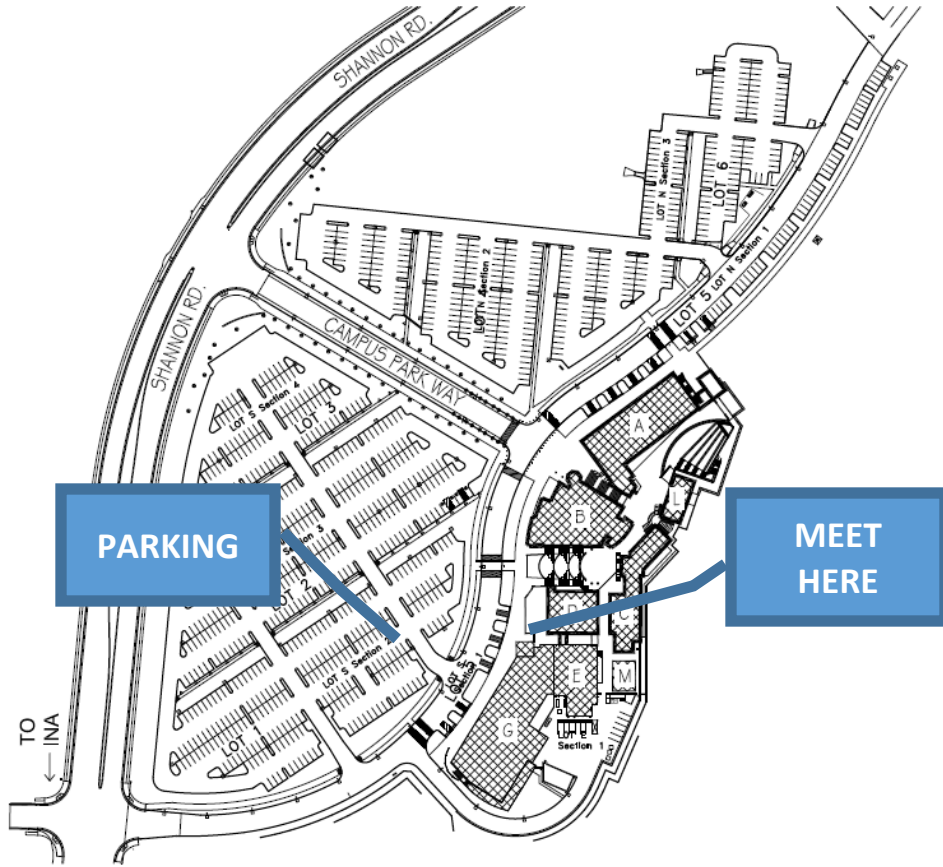 SHANNON RD.
LOT N Section 3
LOT 6
LOT N Section 1
LOT 5
LOT N Section 2
SHANNON RD.
CAMPUS PARK WAY
LOT S Section 4
LOT 3
A
L
B
PARKING
MEET
HERE
Section 3
2
D
C
LOT S Section 2
E
M
LOT 1
G
Section 1
TO
INA